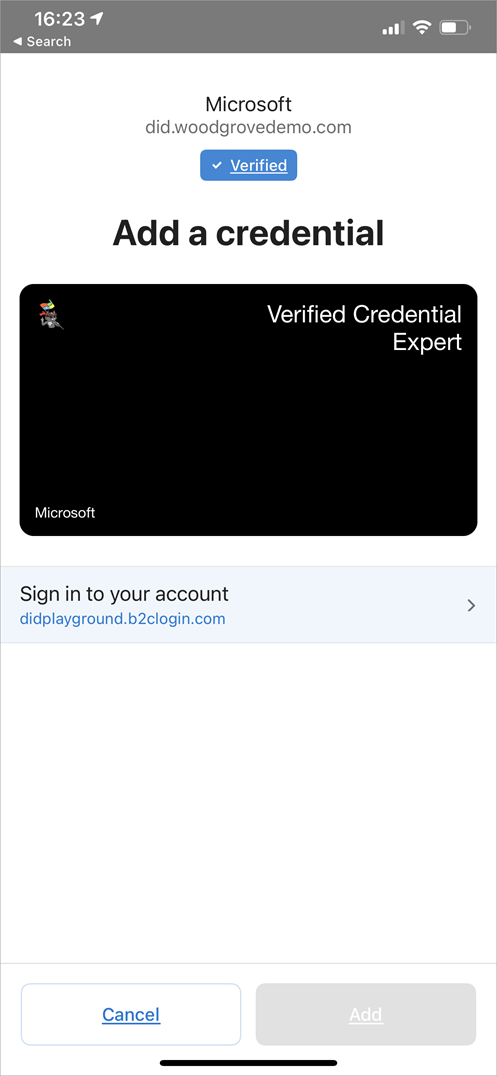 16:23
◀ Search
Microsoft
did.woodgrovedemo.com
Verified
Add a credential
Verified Credential
Expert
Microsoft
Sign in to your account
didplayground.b2clogin.com
Cancel
Add